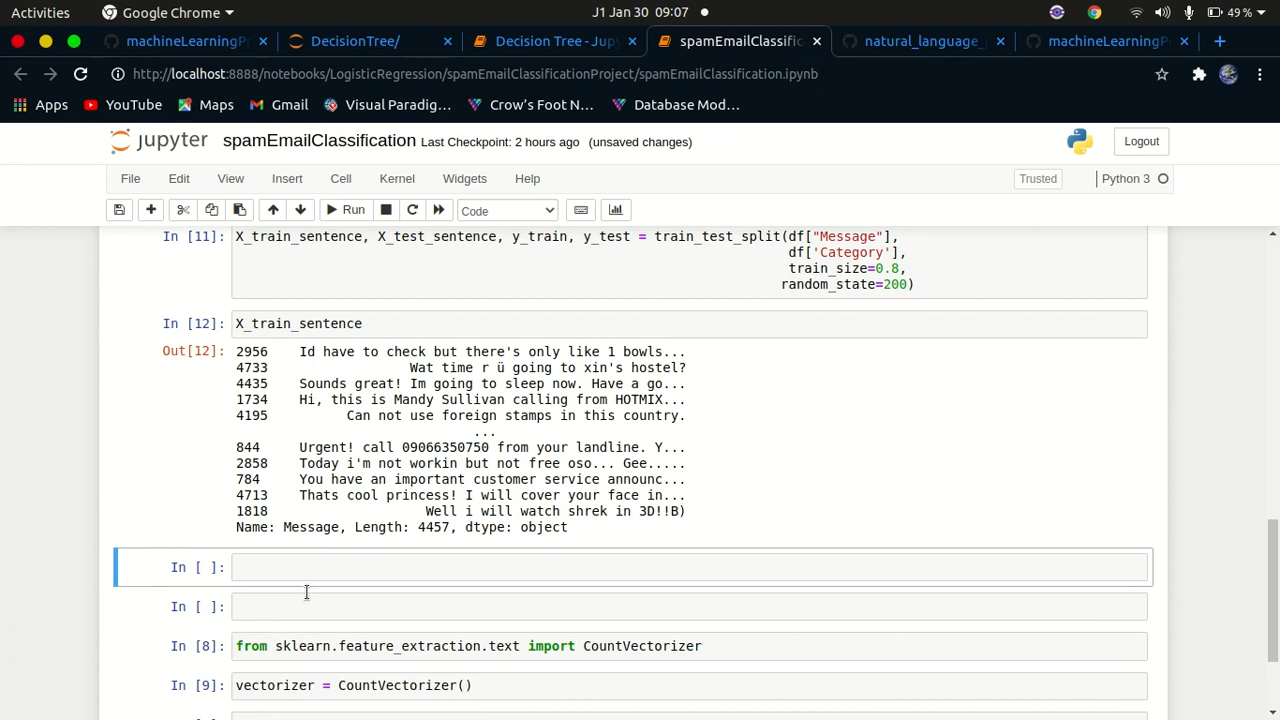 Activities Google Chrome J1 Jan 30 09:07 49 %
machineLearningP DecisionTree/ Decision Tree - Jup spamEmailClassific natural_language_ machineLearningP
http://localhost:8888/notebooks/LogisticRegression/spamEmailClassificationProject/spamEmailClassification.ipynb
Apps YouTube Maps Gmail Visual Paradig... Crow's Foot N... Database Mod...
jupyter spamEmailClassification Last Checkpoint: 2 hours ago (unsaved changes) Logout
File Edit View Insert Cell Kernel Widgets Help Trusted Python 3
Run Code
In [11]: X_train_sentence, X_test_sentence, y_train, y_test = train_test_split(df["Message"],
df['Category'],
train_size=0.8,
random_state=200)
In [12]: X_train_sentence
Out[12]: 2956 Id have to check but there's only like 1 bowls...
4733 Wat time r ü going to xin's hostel?
4435 Sounds great! Im going to sleep now. Have a go...
1734 Hi, this is Mandy Sullivan calling from HOTMIX...
4195 Can not use foreign stamps in this country.
...
844 Urgent! call 09066350750 from your landline. Y...
2858 Today i'm not workin but not free oso... Gee.....
784 You have an important customer service announc...
4713 Thats cool princess! I will cover your face in...
1818 Well i will watch shrek in 3D!!B)
Name: Message, Length: 4457, dtype: object
In [ ]:
In [ ]:
In [8]: from sklearn.feature_extraction.text import CountVectorizer
In [9]: vectorizer = CountVectorizer()